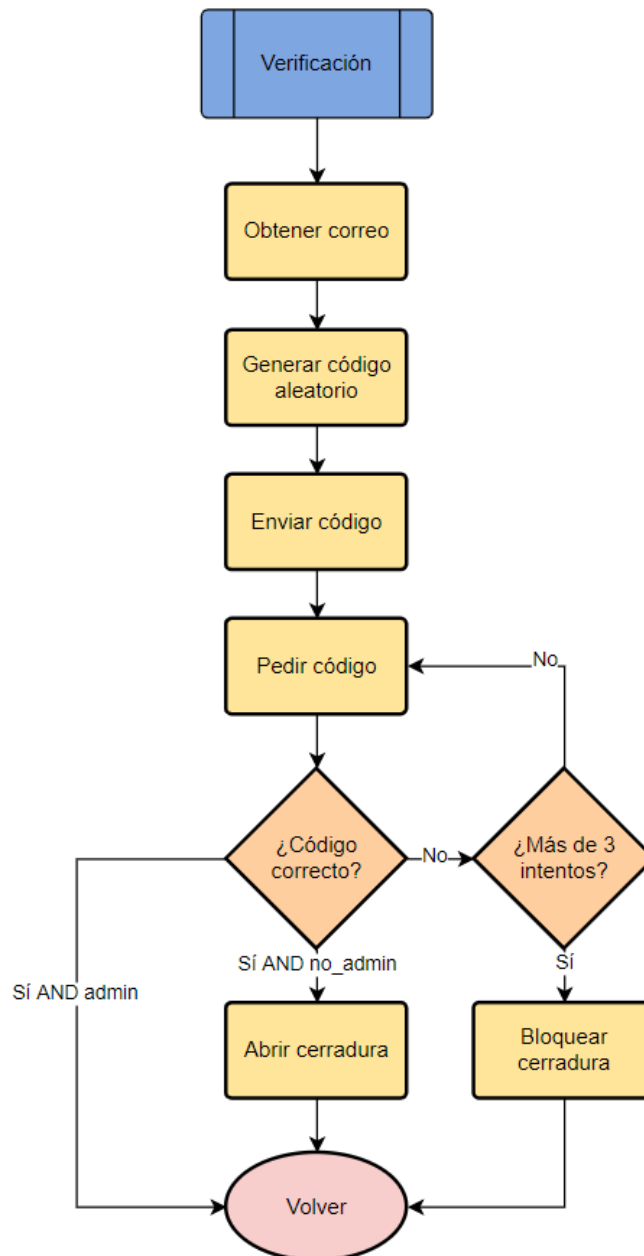 Verificación
Obtener correo
Generar código
aleatorio
Enviar código
Pedir código
No
¿Código
correcto?
No
¿Más de 3
intentos?
Sí AND no_admin
Sí
Sí AND admin
Abrir cerradura
Bloquear
cerradura
Volver